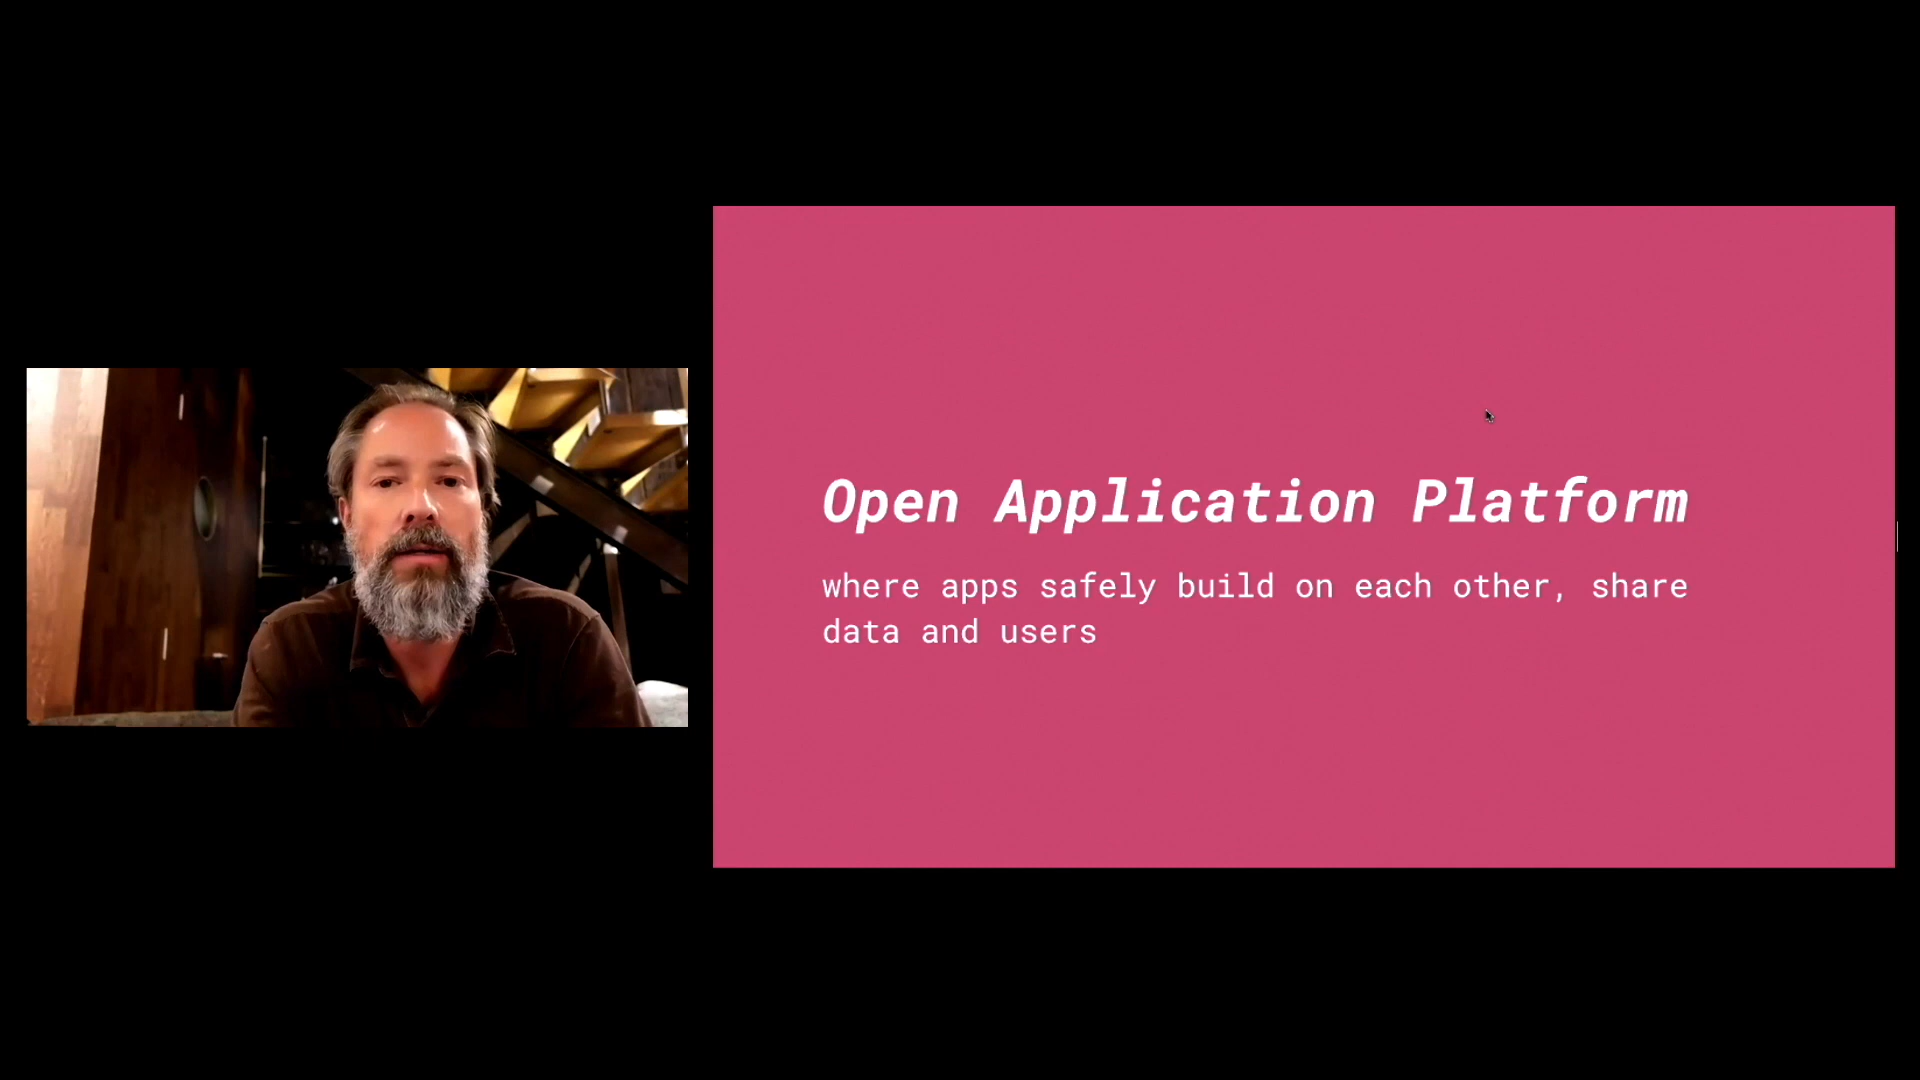 Open Application Platform
where apps safely build on each other, share
data and users